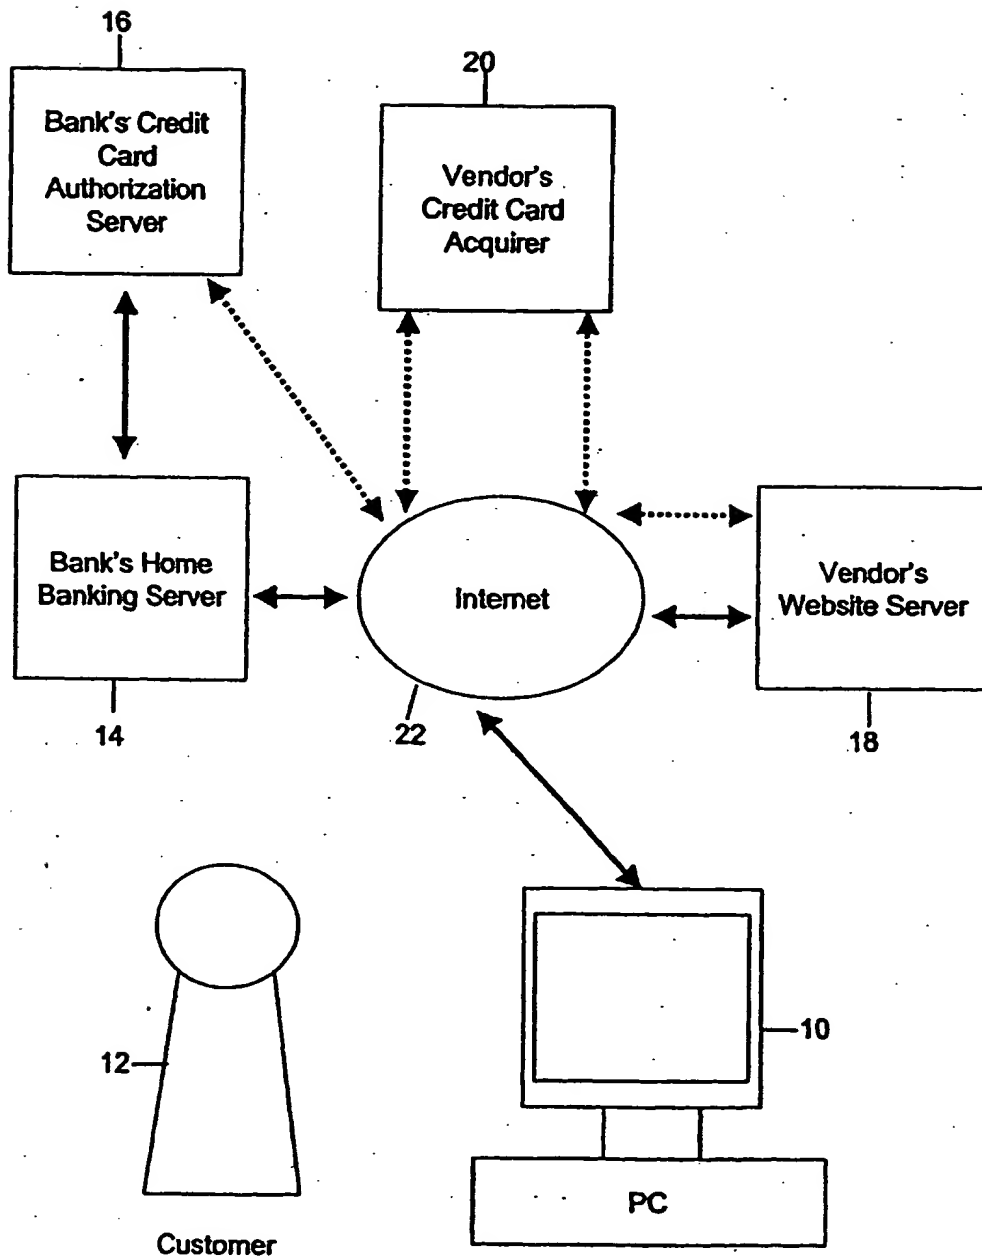 16
20
Bank's Credit
Card
Authorization
Server
Vendor's
Credit Card
Acquirer
Bank's Home
Banking Server
Internet
Vendor's
Website Server
14
22
18
12
10
PC
Customer